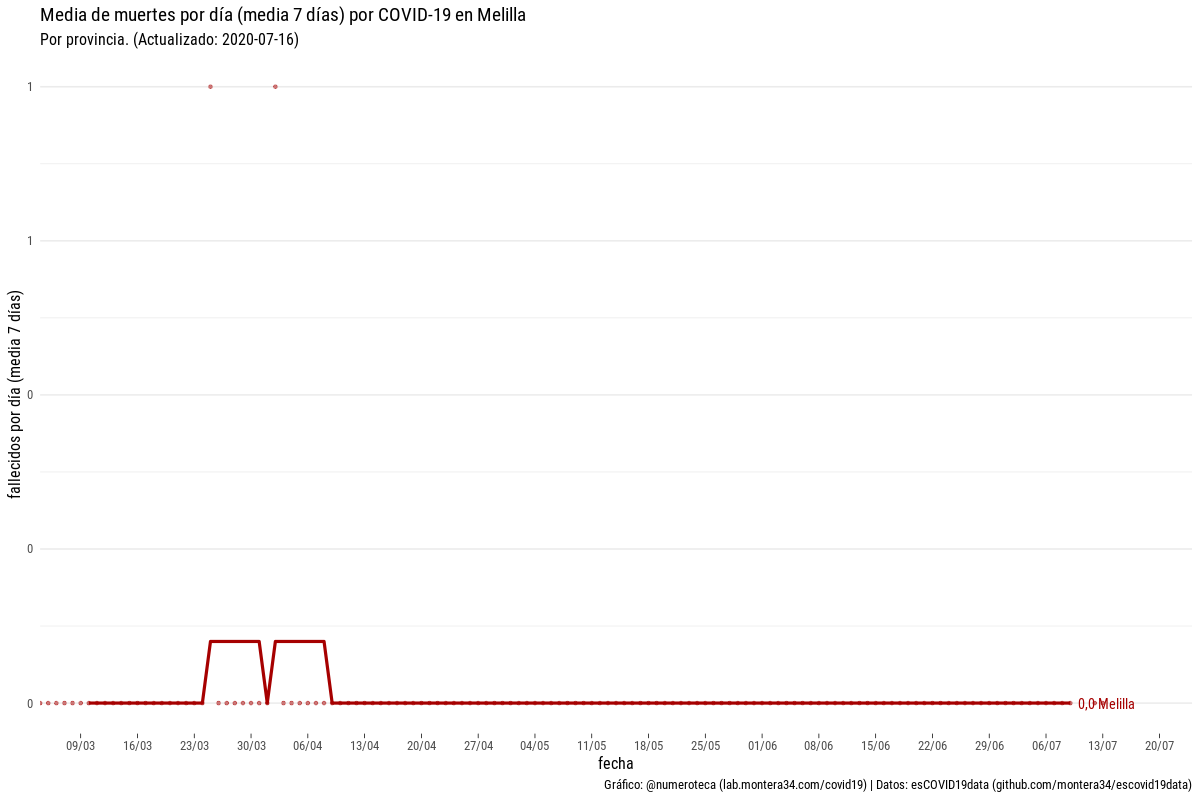 Media de muertes por día (media 7 días) por COVID-19 en Melilla
Por provincia. (Actualizado: 2020-07-16)
fallecidos por día (media 7 días)
1
1
0
0
0
0,0 Melilla
09/03 16/03 23/03 30/03 06/04 13/04 20/04 27/04 04/05 11/05 18/05 25/05 01/06 08/06 15/06 22/06 29/06 06/07 13/07 20/07
fecha
Gráfico: @numeroteca (lab.montera34.com/covid19) | Datos: esCOVID19data (github.com/montera34/escovid19data)